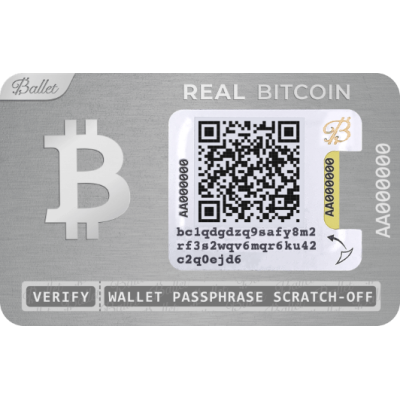 Ballet
REAL BITCOIN
AA000000
AA000000
AA000000
bc1qdgdzq9safy8m2
rf3s2wqv6mqr6ku42
c2q0ejd6
VERIFY
WALLET PASSPHRASE SCRATCH-OFF